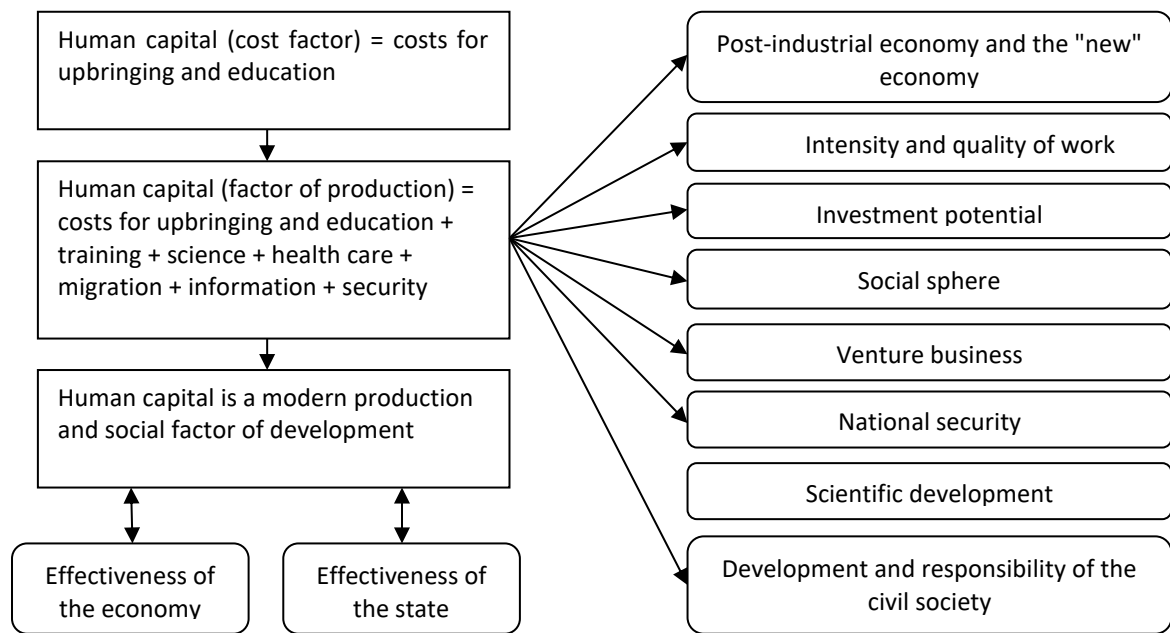 Human capital (cost factor) = costs for
upbringing and education
Human capital (factor of production) =
costs for upbringing and education +
training + science + health care +
migration + information + security
Human capital is a modern production
and social factor of development
Effectiveness of
the economy
Effectiveness of
the state
Post-industrial economy and the "new"
economy
Intensity and quality of work
Investment potential
Social sphere
Venture business
National security
Scientific development
Development and responsibility of the
civil society